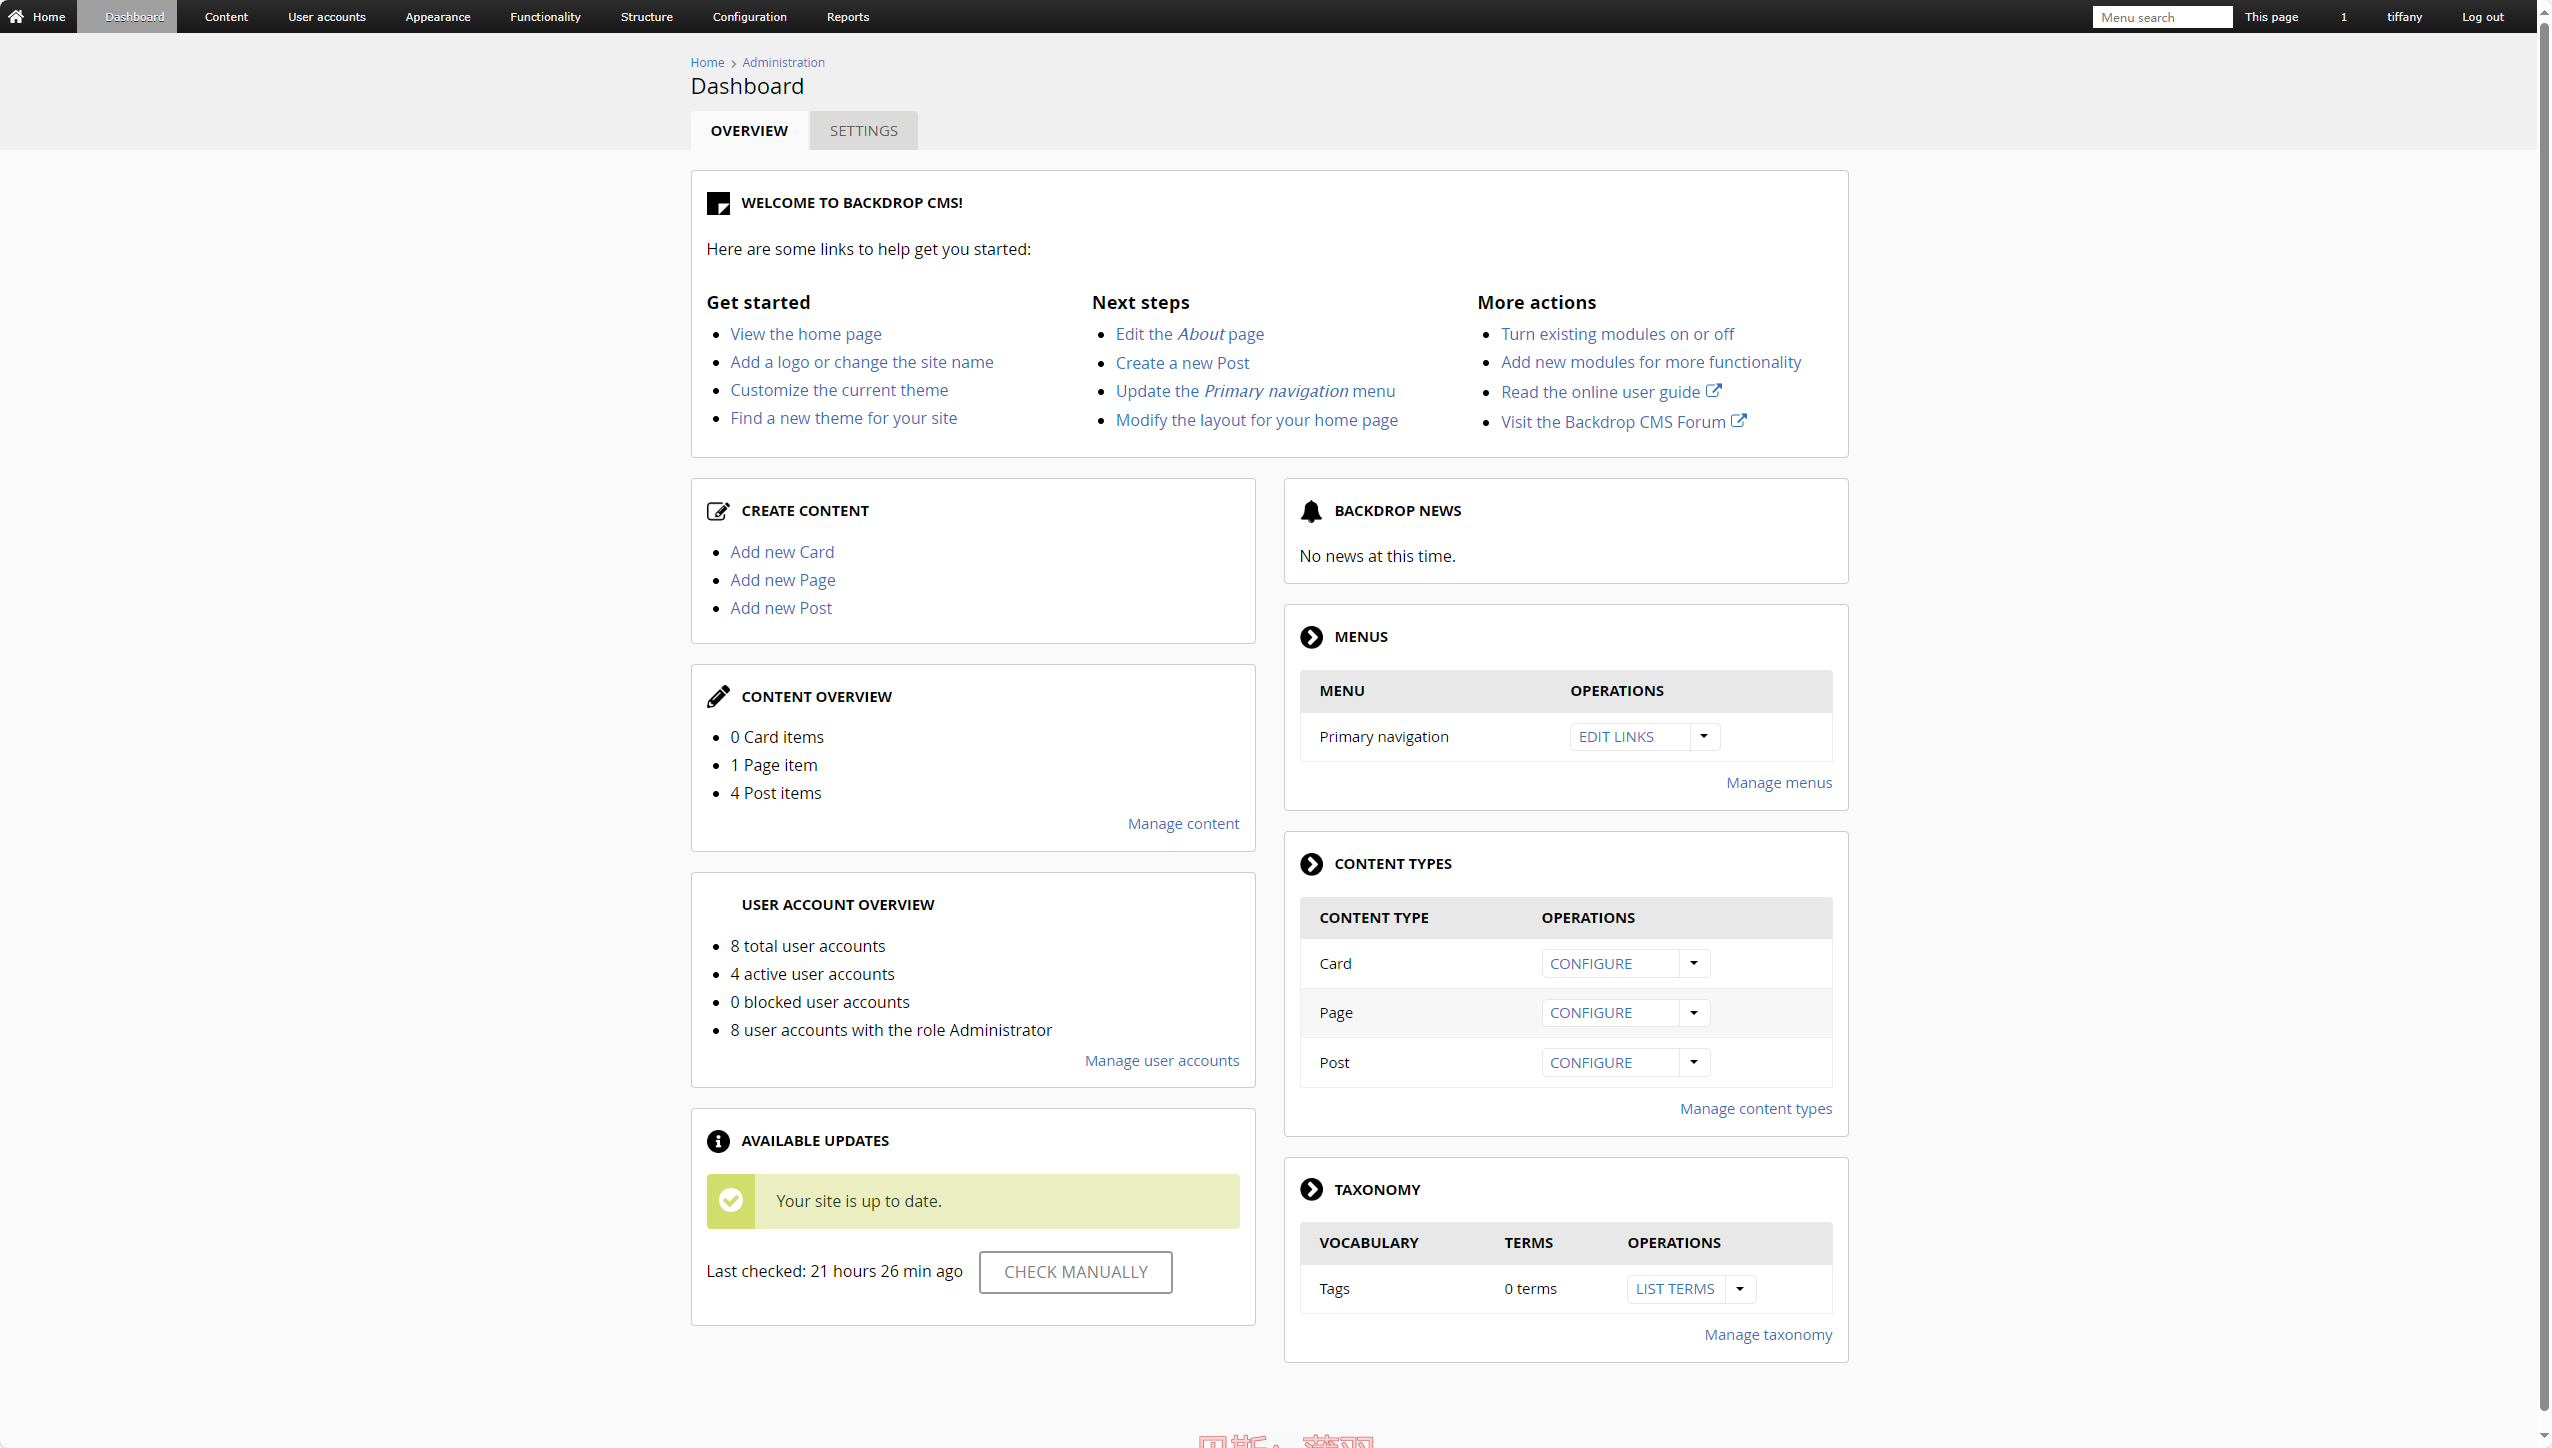 Home Dashboard Content User accounts Appearance Functionality Structure Configuration Reports Menu search This page 1 tiffany Log out
Home > Administration
Dashboard
OVERVIEW SETTINGS
WELCOME TO BACKDROP CMS!
Here are some links to help get you started:
Get started
View the home page
Add a logo or change the site name
Customize the current theme
Find a new theme for your site
Next steps
Edit the About page
Create a new Post
Update the Primary navigation menu
Modify the layout for your home page
More actions
Turn existing modules on or off
Add new modules for more functionality
Read the online user guide
Visit the Backdrop CMS Forum
CREATE CONTENT
Add new Card
Add new Page
Add new Post
CONTENT OVERVIEW
0 Card items
1 Page item
4 Post items
Manage content
USER ACCOUNT OVERVIEW
8 total user accounts
4 active user accounts
0 blocked user accounts
8 user accounts with the role Administrator
Manage user accounts
AVAILABLE UPDATES
Your site is up to date.
Last checked: 21 hours 26 min ago CHECK MANUALLY
BACKDROP NEWS
No news at this time.
MENUS
MENU OPERATIONS
Primary navigation EDIT LINKS
Manage menus
CONTENT TYPES
CONTENT TYPE OPERATIONS
Card CONFIGURE
Page CONFIGURE
Post CONFIGURE
Manage content types
TAXONOMY
VOCABULARY TERMS OPERATIONS
Tags 0 terms LIST TERMS
Manage taxonomy